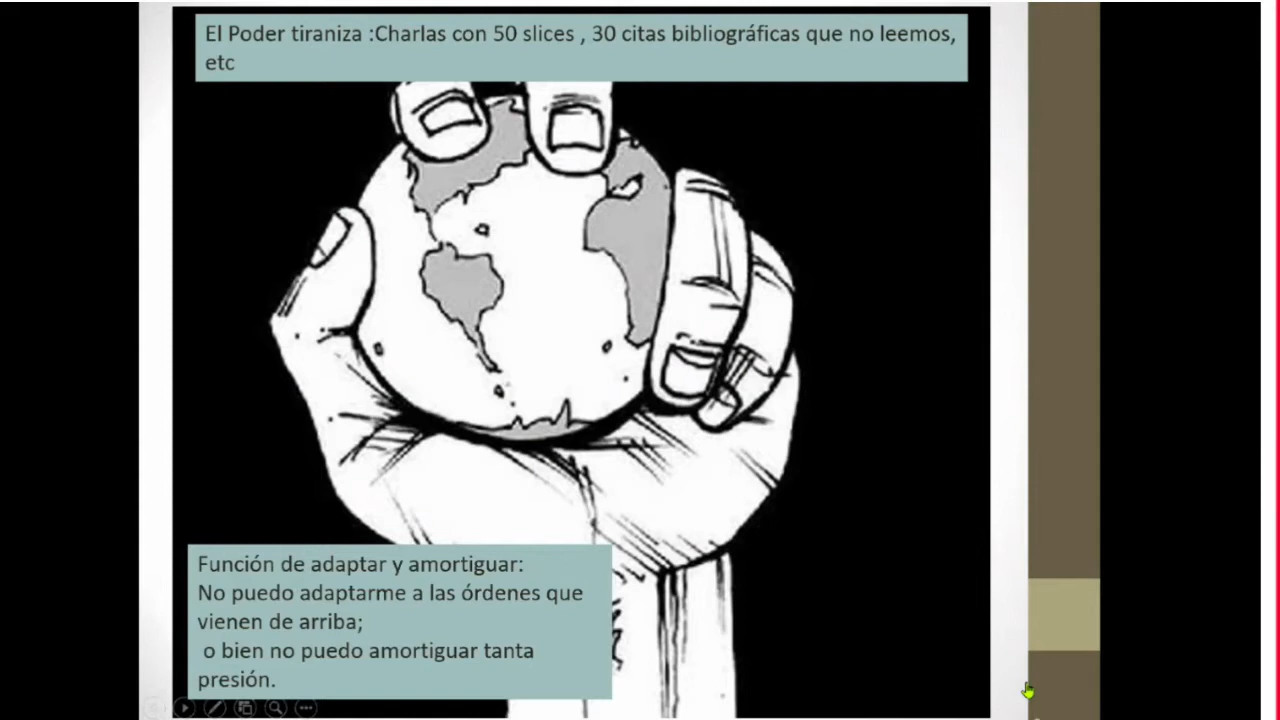 El Poder tiraniza :Charlas con 50 slices , 30 citas bibliográficas que no leemos,
etc
Función de adaptar y amortiguar:
No puedo adaptarme a las órdenes que
vienen de arriba;
o bien no puedo amortiguar tanta
presión.